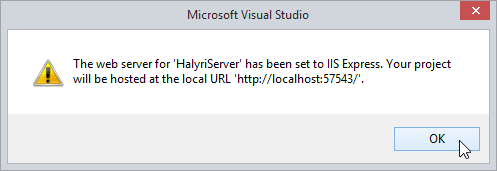 Microsoft Visual Studio
The web server for 'HalyriServer' has been set to IIS Express. Your project
will be hosted at the local URL 'http://localhost:57543/'.
OK